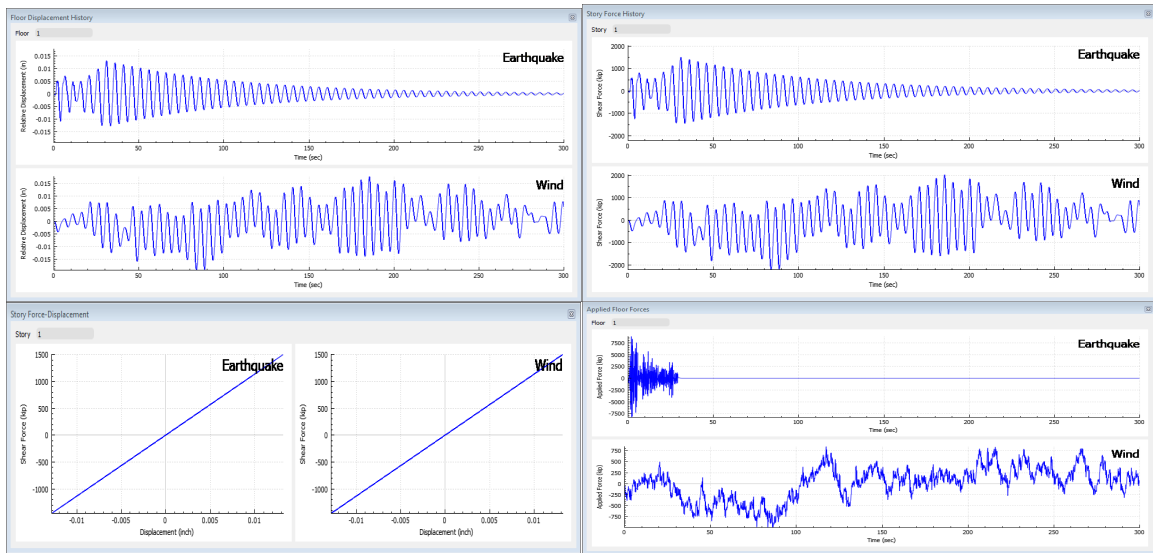 Floor Displacement History
Floor 1
Earthquake
Relative Displacement (in)
0.015
0.01
0.005
0
-0.005
-0.01
-0.015
0 50 100 150 200 250 300
Time (sec)
Wind
Relative Displacement (in)
0.015
0.01
0.005
0
-0.005
-0.01
-0.015
0 50 100 150 200 250 300
Time (sec)
Story Force History
Story 1
Earthquake
Shear Force (kip)
2000
1000
0
-1000
-2000
0 50 100 150 200 250 300
Time (sec)
Wind
Shear Force (kip)
2000
1000
0
-1000
-2000
0 50 100 150 200 250 300
Time (sec)
Story Force-Displacement
Story 1
Earthquake
Shear Force (kip)
1500
1000
500
0
-500
-1000
-0.01 -0.005 0 0.005 0.01
Displacement (inch)
Wind
Shear Force (kip)
1500
1000
500
0
-500
-1000
-0.01 -0.005 0 0.005 0.01
Displacement (inch)
Applied Floor Forces
Floor 1
Earthquake
Applied Force (kip)
7500
5000
2500
0
-2500
-5000
-7500
0 50 100 150 200 250 300
Time (sec)
Wind
Applied Force (kip)
750
500
250
0
-250
-500
-750
0 50 100 150 200 250 300
Time (sec)